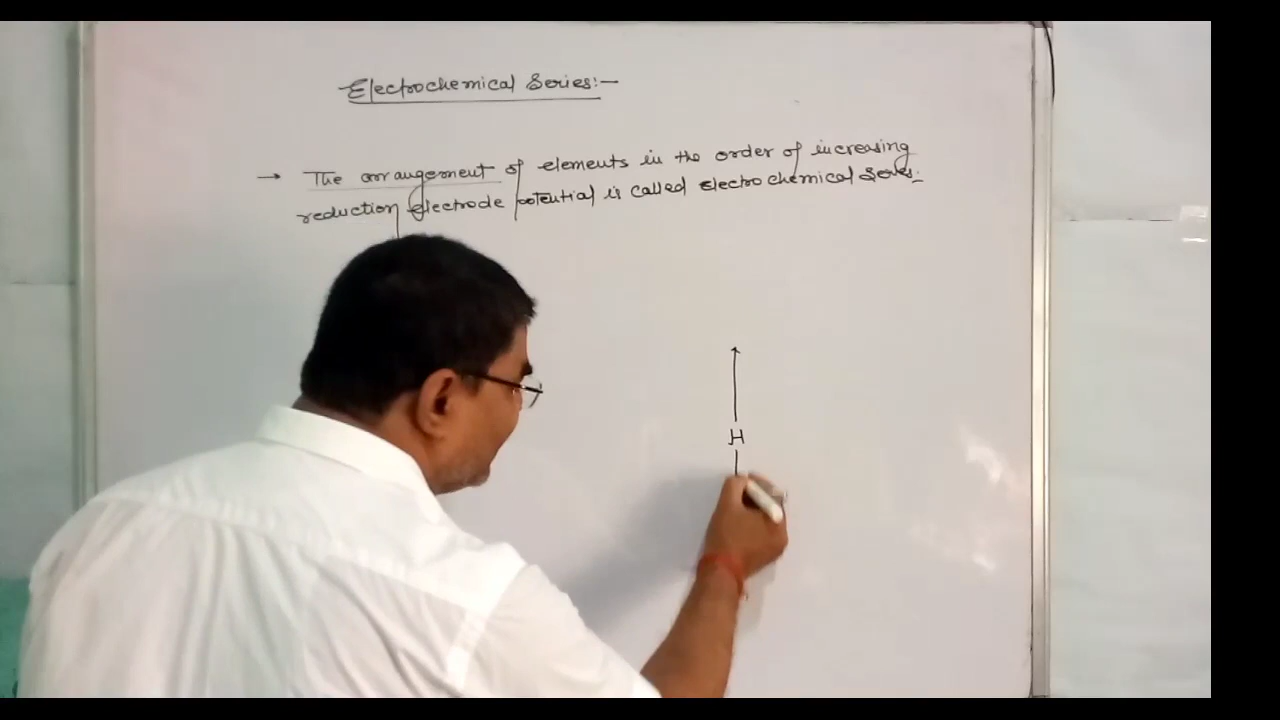 Electrochemical Series:-
→ The arrangement of elements in the order of increasing
reduction electrode potential is called electrochemical series.
H